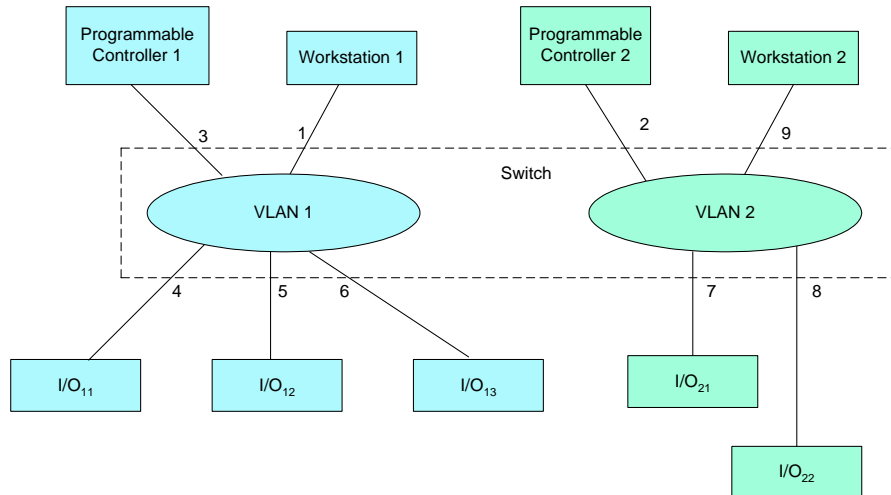 Programmable
Controller 1
Workstation 1
Programmable
Controller 2
Workstation 2
3
1
2
9
Switch
VLAN 1
VLAN 2
4
5
6
7
8
I/O11
I/O12
I/O13
I/O21
I/O22